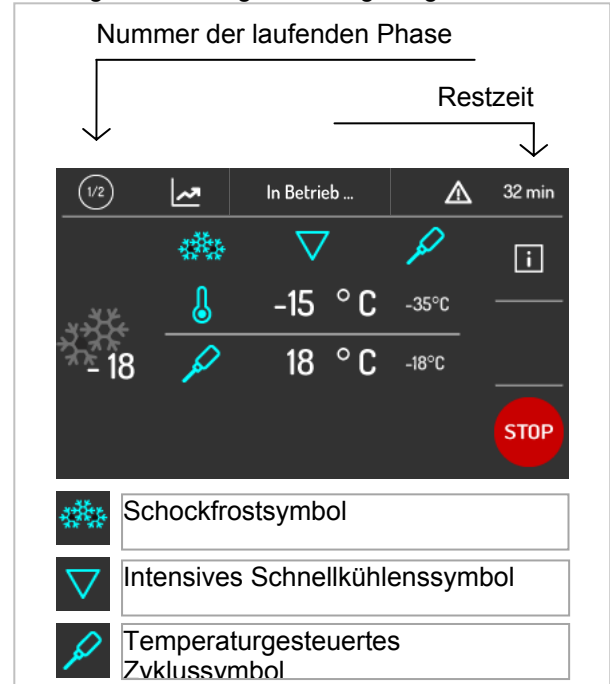 Nummer der laufenden Phase
Restzeit
1/2
In Betrieb ...
32 min
i
-15 °C
-35°C
-18
18 °C
-18°C
STOP
Schockfrostsymbol
Intensives Schnellkühlenssymbol
Temperaturgesteuertes
Zyklussymbol